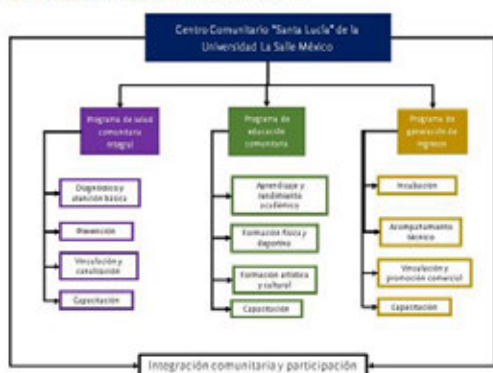 Centro Comunitario "Santa Lucía" de la
Universidad La Salle México
Programa de salud
comunitaria
integral
Programa de
educación
comunitaria
Programa de
generación de
ingresos
Diagnóstico y
atención básica
Prevención
Vinculación y
canalización
Capacitación
Aprendizaje y
rendimiento
académico
Formación física y
deportiva
Formación artística
y cultural
Capacitación
Incubación
Acompañamiento
técnico
Vinculación y
promoción comercial
Capacitación
Integración comunitaria y participación